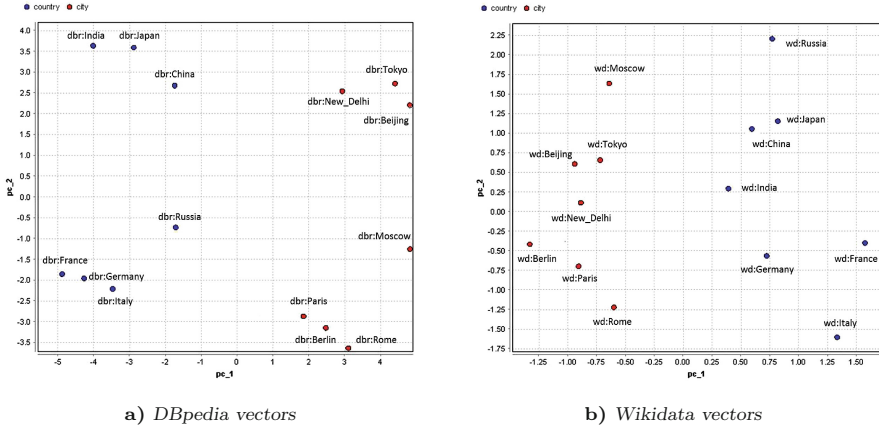 country city
dbr:India
dbr:Japan
dbr:China
dbr:Tokyo
dbr:New_Delhi
dbr:Beijing
dbr:Russia
dbr:Moscow
dbr:France
dbr:Germany
dbr:Italy
dbr:Paris
dbr:Berlin
dbr:Rome
pc_2
4.0
3.5
3.0
2.5
2.0
1.5
1.0
0.5
0.0
-0.5
-1.0
-1.5
-2.0
-2.5
-3.0
-3.5
-5 -4 -3 -2 -1 0 1 2 3 4
pc_1
a) DBpedia vectors
country city
wd:Russia
wd:Moscow
wd:Japan
wd:China
wd:Tokyo
wd:Beijing
wd:India
wd:New_Delhi
wd:Berlin
wd:France
wd:Germany
wd:Paris
wd:Rome
wd:Italy
pc_2
2.25
2.00
1.75
1.50
1.25
1.00
0.75
0.50
0.25
0.00
-0.25
-0.50
-0.75
-1.00
-1.25
-1.50
-1.75
-1.25 -1.00 -0.75 -0.50 -0.25 0.00 0.25 0.50 0.75 1.00 1.25 1.50
pc_1
b) Wikidata vectors